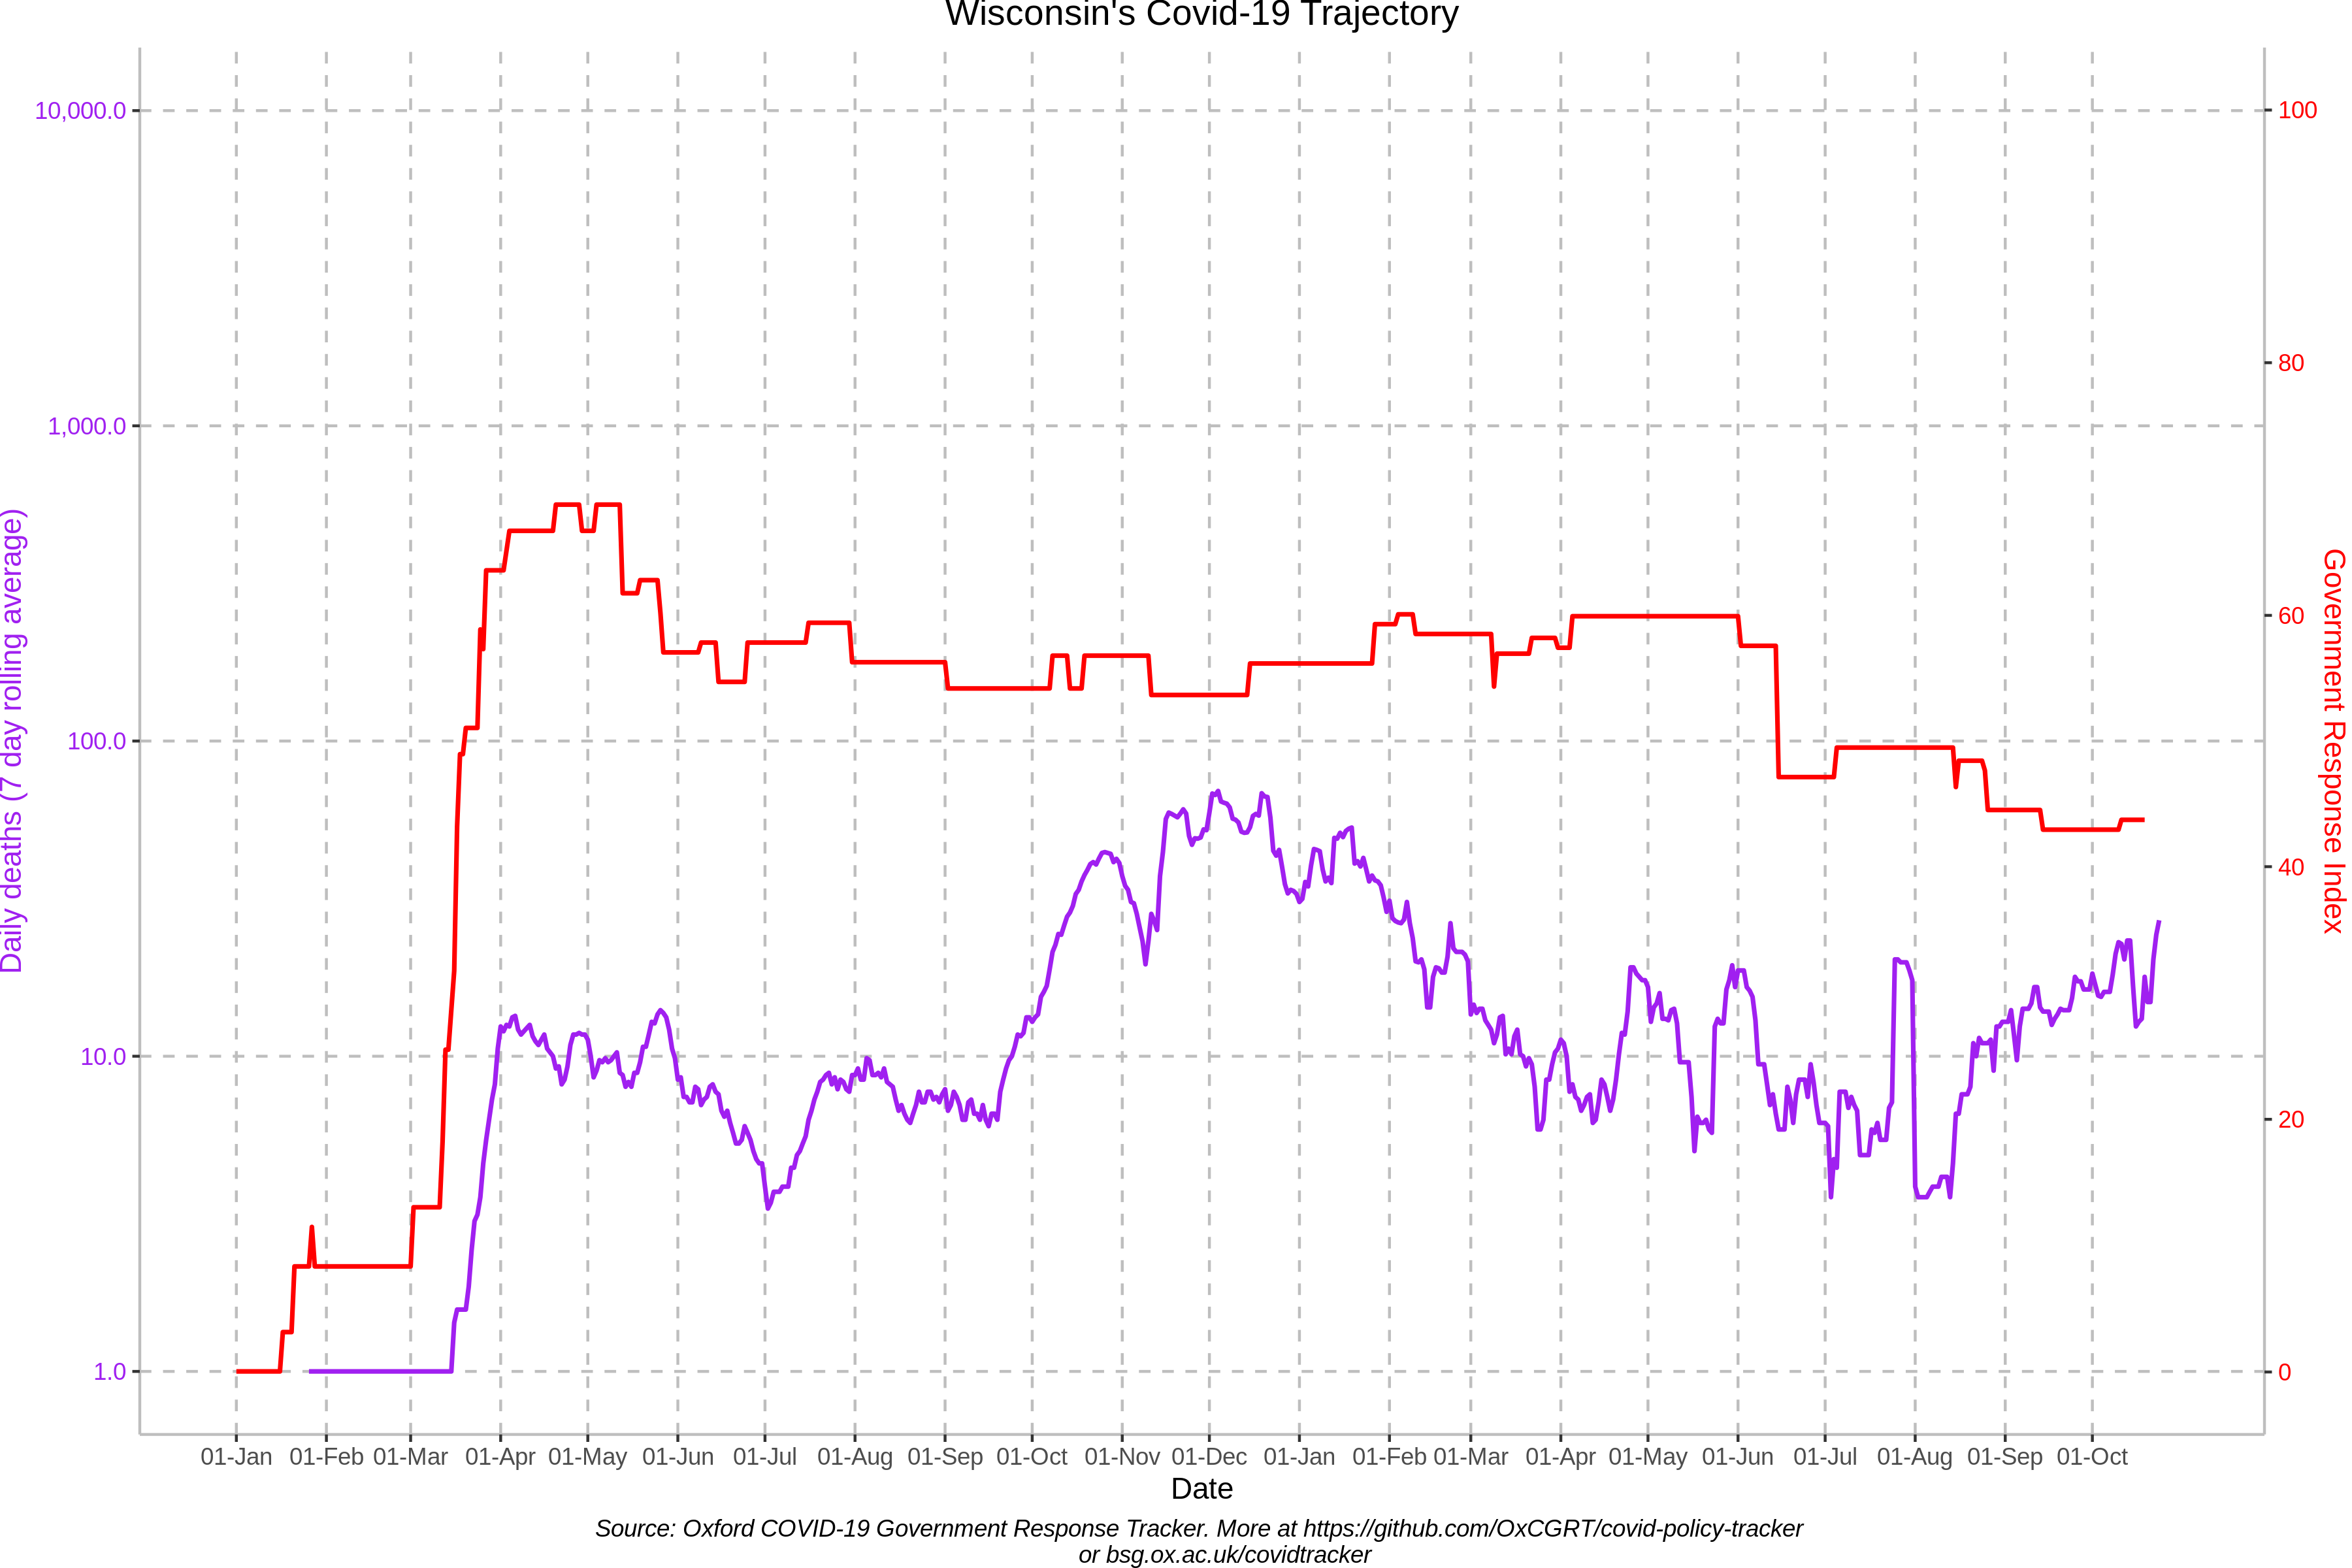 Wisconsin's Covid-19 Trajectory
10,000.0
1,000.0
100.0
10.0
1.0
Daily deaths (7 day rolling average)
100
80
60
40
20
0
Government Response Index
01-Jan 01-Feb 01-Mar 01-Apr 01-May 01-Jun 01-Jul 01-Aug 01-Sep 01-Oct 01-Nov 01-Dec 01-Jan 01-Feb 01-Mar 01-Apr 01-May 01-Jun 01-Jul 01-Aug 01-Sep 01-Oct
Date
Source: Oxford COVID-19 Government Response Tracker. More at https://github.com/OxCGRT/covid-policy-tracker
or bsg.ox.ac.uk/covidtracker